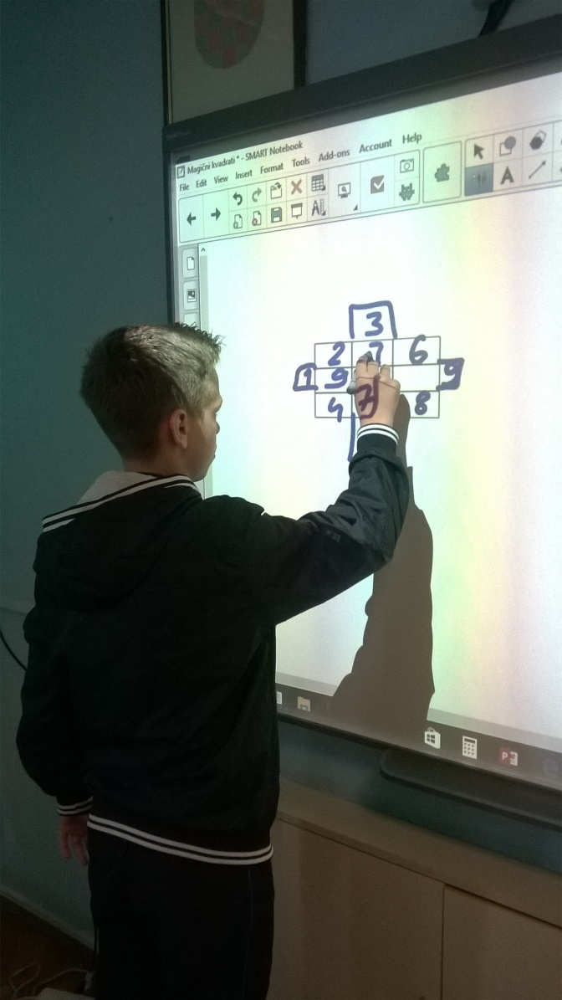 Magični kvadrati * - SMART Notebook
File Edit View Insert Format Tools Add-ons Account Help
A
A
3
2 7 6
1 9 9
4 7 8
P